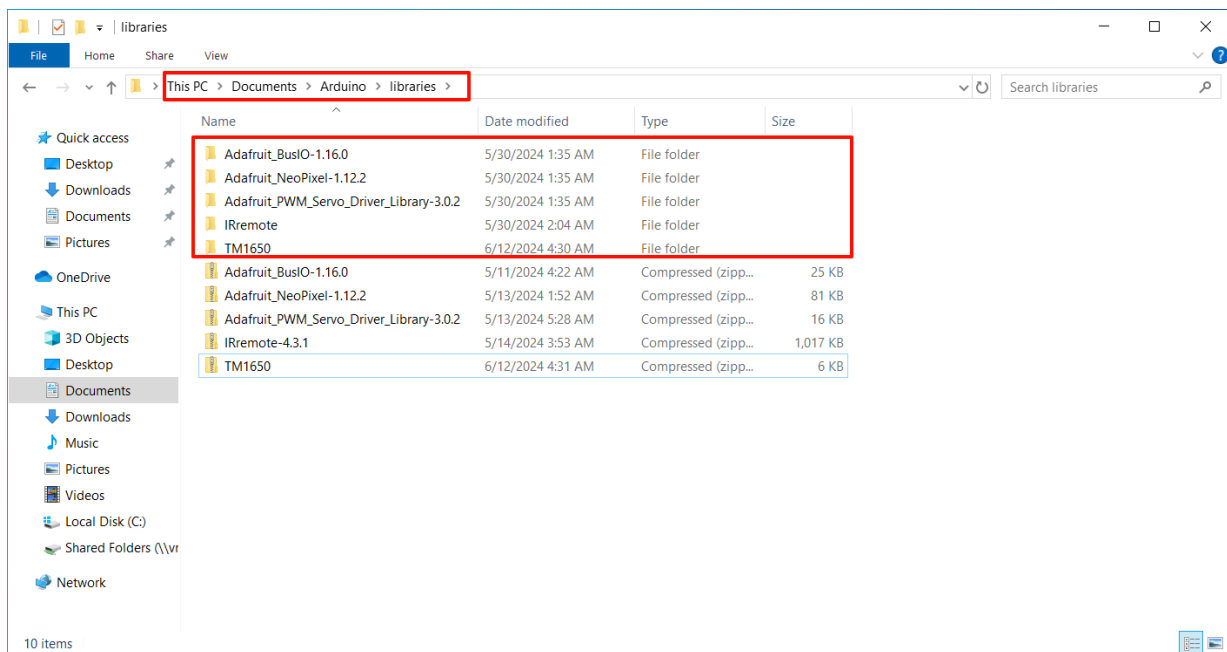 libraries
File Home Share View
This PC > Documents > Arduino > libraries > Search libraries
Name Date modified Type Size
Quick access
Desktop
Downloads
Documents
Pictures
OneDrive
This PC
3D Objects
Desktop
Documents
Downloads
Music
Pictures
Videos
Local Disk (C:)
Shared Folders (\\vr
Network
Adafruit_BusIO-1.16.0 5/30/2024 1:35 AM File folder
Adafruit_NeoPixel-1.12.2 5/30/2024 1:35 AM File folder
Adafruit_PWM_Servo_Driver_Library-3.0.2 5/30/2024 1:35 AM File folder
IRremote 5/30/2024 2:04 AM File folder
TM1650 6/12/2024 4:30 AM File folder
Adafruit_BusIO-1.16.0 5/11/2024 4:22 AM Compressed (zipp... 25 KB
Adafruit_NeoPixel-1.12.2 5/13/2024 1:52 AM Compressed (zipp... 81 KB
Adafruit_PWM_Servo_Driver_Library-3.0.2 5/13/2024 5:28 AM Compressed (zipp... 16 KB
IRremote-4.3.1 5/14/2024 3:53 AM Compressed (zipp... 1,017 KB
TM1650 6/12/2024 4:31 AM Compressed (zipp... 6 KB
10 items